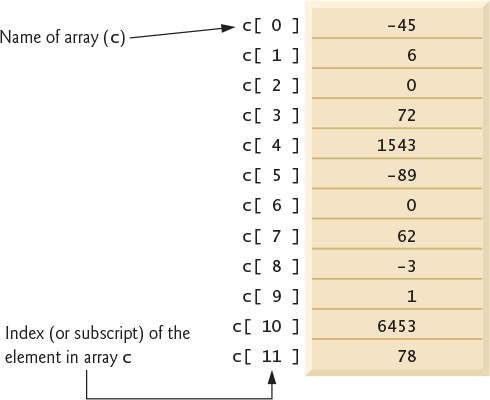 Name of array (c)
c[ 0 ] -45
c[ 1 ] 6
c[ 2 ] 0
c[ 3 ] 72
c[ 4 ] 1543
c[ 5 ] -89
c[ 6 ] 0
c[ 7 ] 62
c[ 8 ] -3
c[ 9 ] 1
c[ 10 ] 6453
c[ 11 ] 78
Index (or subscript) of the
element in array c